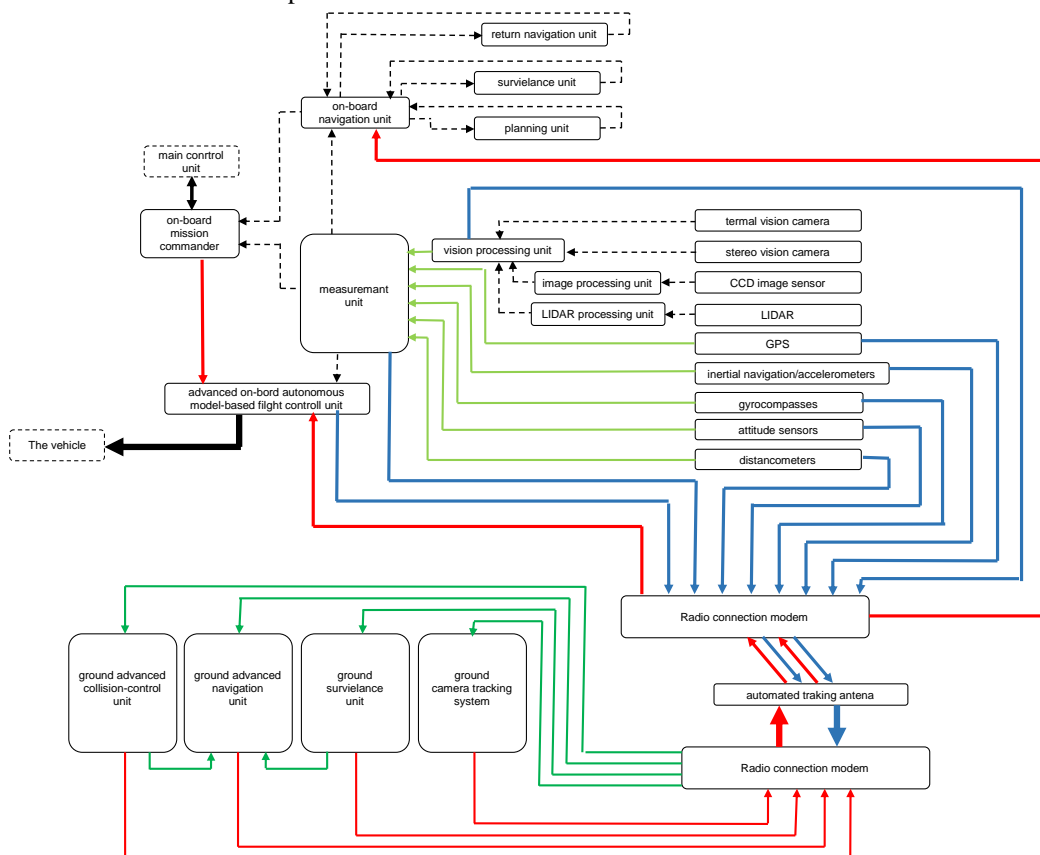 return navigation unit
survielance unit
on-board
navigation unit
planning unit
main conrtrol
unit
on-board
mission
commander
termal vision camera
vision processing unit
stereo vision camera
measuremant
unit
image processing unit
CCD image sensor
LIDAR processing unit
LIDAR
GPS
inertial navigation/accelerometers
advanced on-bord autonomous
model-based filght controll unit
gyrocompasses
attitude sensors
The vehicle
distancometers
Radio connection modem
ground advanced
collision-control
unit
ground advanced
navigation
unit
ground
survielance
unit
ground
camera tracking
system
automated traking antena
Radio connection modem